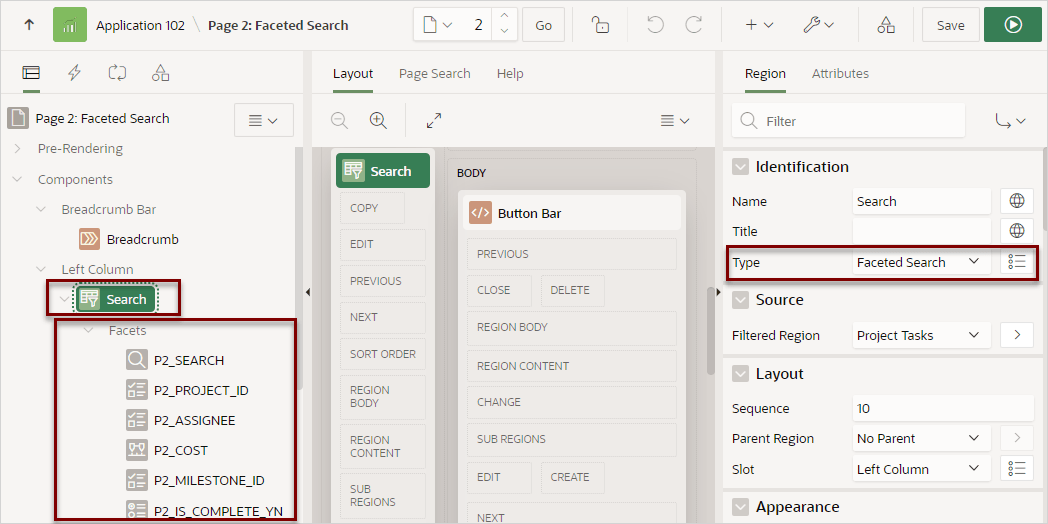 Application 102 \ Page 2: Faceted Search
2
Go
Save
Layout
Page Search
Help
Region
Attributes
Page 2: Faceted Search
Pre-Rendering
Components
Breadcrumb Bar
Breadcrumb
Left Column
Search
Facets
P2_SEARCH
P2_PROJECT_ID
P2_ASSIGNEE
P2_COST
P2_MILESTONE_ID
P2_IS_COMPLETE_YN
Search
COPY
EDIT
PREVIOUS
NEXT
SORT ORDER
REGION
BODY
REGION
CONTENT
SUB
REGIONS
BODY
Button Bar
PREVIOUS
CLOSE
DELETE
REGION BODY
REGION CONTENT
CHANGE
SUB REGIONS
EDIT
CREATE
NEXT
Filter
Identification
Name
Search
Title
Type
Faceted Search
Source
Filtered Region
Project Tasks
Layout
Sequence
10
Parent Region
No Parent
Slot
Left Column
Appearance